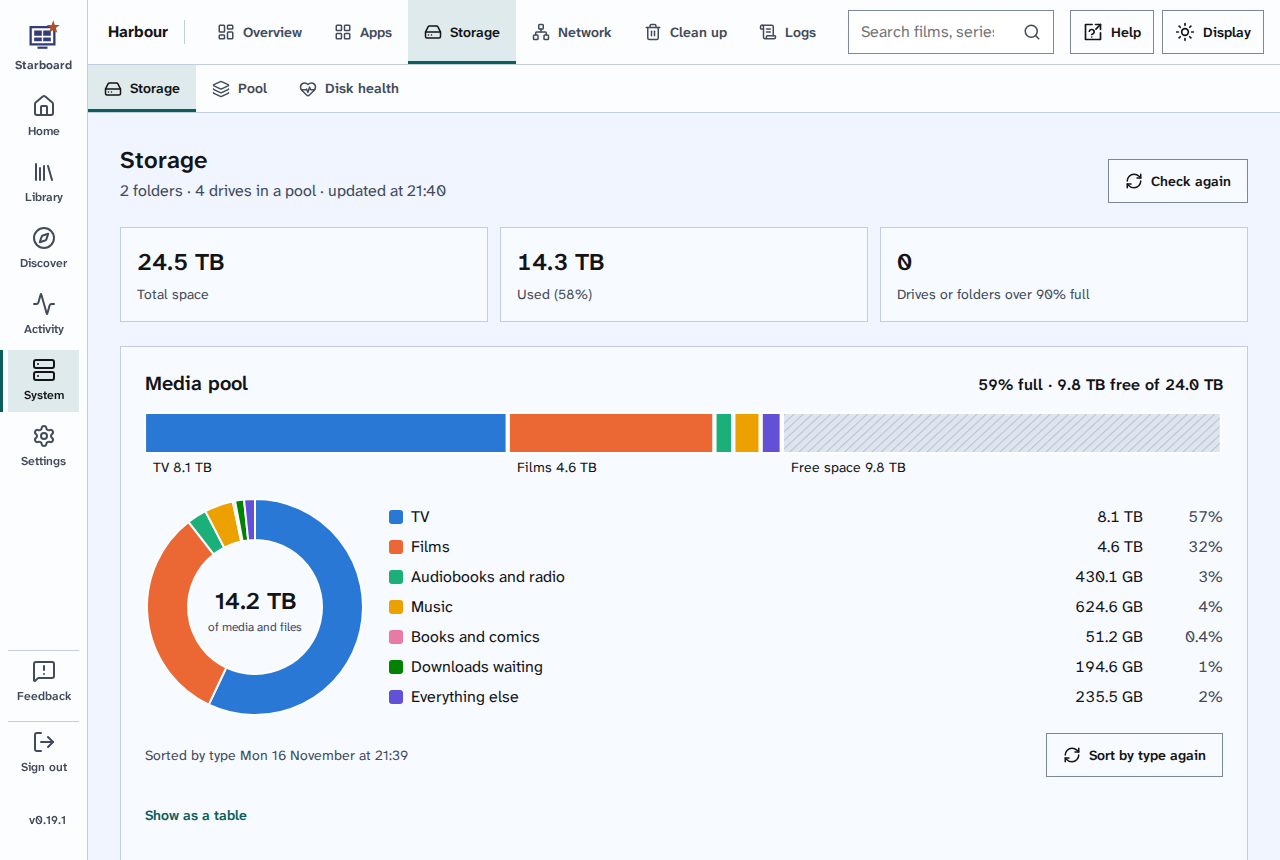 Starboard
Home
Library
Discover
Activity
System
Settings
Feedback
Sign out
v0.19.1
Harbour
Overview
Apps
Storage
Network
Clean up
Logs
Search films, series
Help
Display
Storage
Pool
Disk health
Storage
2 folders · 4 drives in a pool · updated at 21:40
Check again
24.5 TB
Total space
14.3 TB
Used (58%)
0
Drives or folders over 90% full
Media pool
59% full · 9.8 TB free of 24.0 TB
TV 8.1 TB
Films 4.6 TB
Free space 9.8 TB
14.2 TB
of media and files
TV 8.1 TB 57%
Films 4.6 TB 32%
Audiobooks and radio 430.1 GB 3%
Music 624.6 GB 4%
Books and comics 51.2 GB 0.4%
Downloads waiting 194.6 GB 1%
Everything else 235.5 GB 2%
Sorted by type Mon 16 November at 21:39
Sort by type again
Show as a table